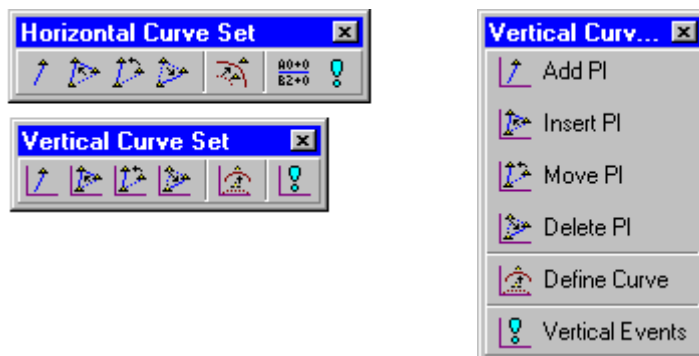 Horizontal Curve Set
A0+0
B2+0
Vertical Curve Set
Vertical Curv...
Add PI
Insert PI
Move PI
Delete PI
Define Curve
Vertical Events